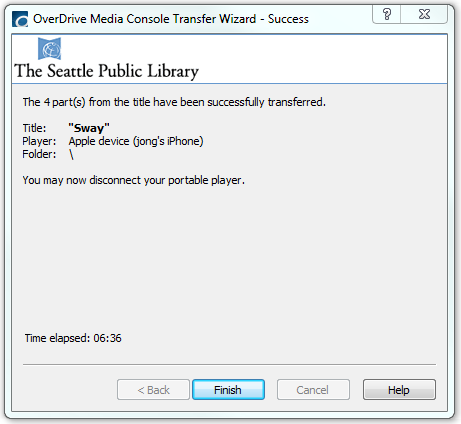 OverDrive Media Console Transfer Wizard - Success
?
The Seattle Public Library
The 4 part(s) from the title have been successfully transferred.
Title: "Sway"
Player: Apple device (jong's iPhone)
Folder: \
You may now disconnect your portable player.
Time elapsed: 06:36
< Back Finish Cancel Help